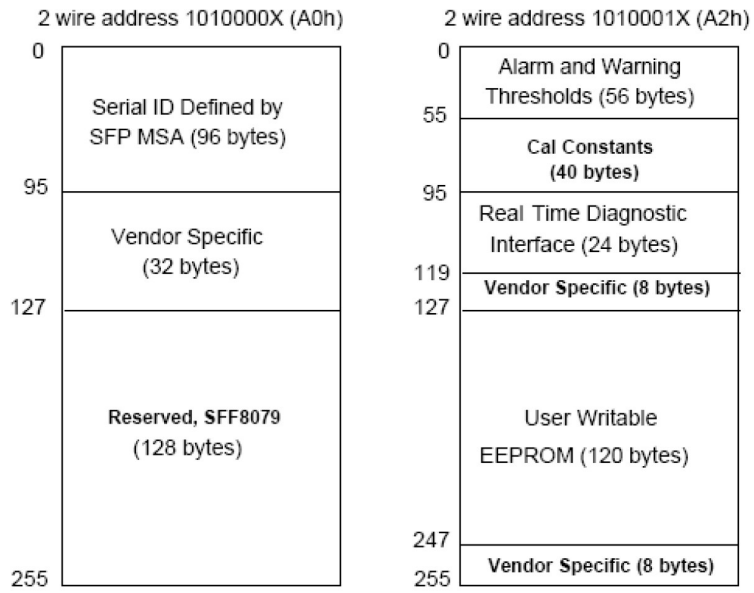 2 wire address 1010000X (A0h)
0
Serial ID Defined by
SFP MSA (96 bytes)
95
Vendor Specific
(32 bytes)
127
Reserved, SFF8079
(128 bytes)
255
2 wire address 1010001X (A2h)
0
Alarm and Warning
Thresholds (56 bytes)
55
Cal Constants
(40 bytes)
95
Real Time Diagnostic
Interface (24 bytes)
119
Vendor Specific (8 bytes)
127
User Writable
EEPROM (120 bytes)
247
Vendor Specific (8 bytes)
255